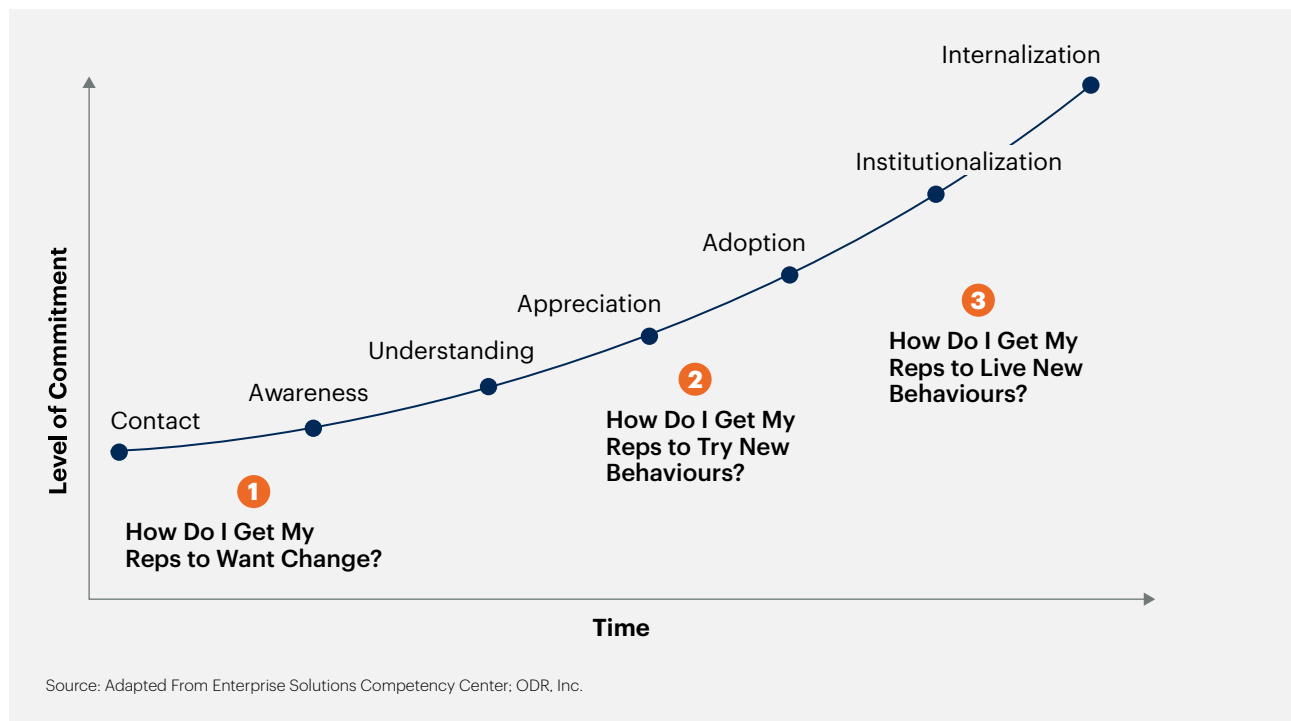 Internalization
Institutionalization
Adoption
Appreciation
Understanding
Awareness
Contact
Level of Commitment
1
How Do I Get My
Reps to Want Change?
2
How Do I Get My
Reps to Try New
Behaviours?
3
How Do I Get My
Reps to Live New
Behaviours?
Time
Source: Adapted From Enterprise Solutions Competency Center; ODR, Inc.